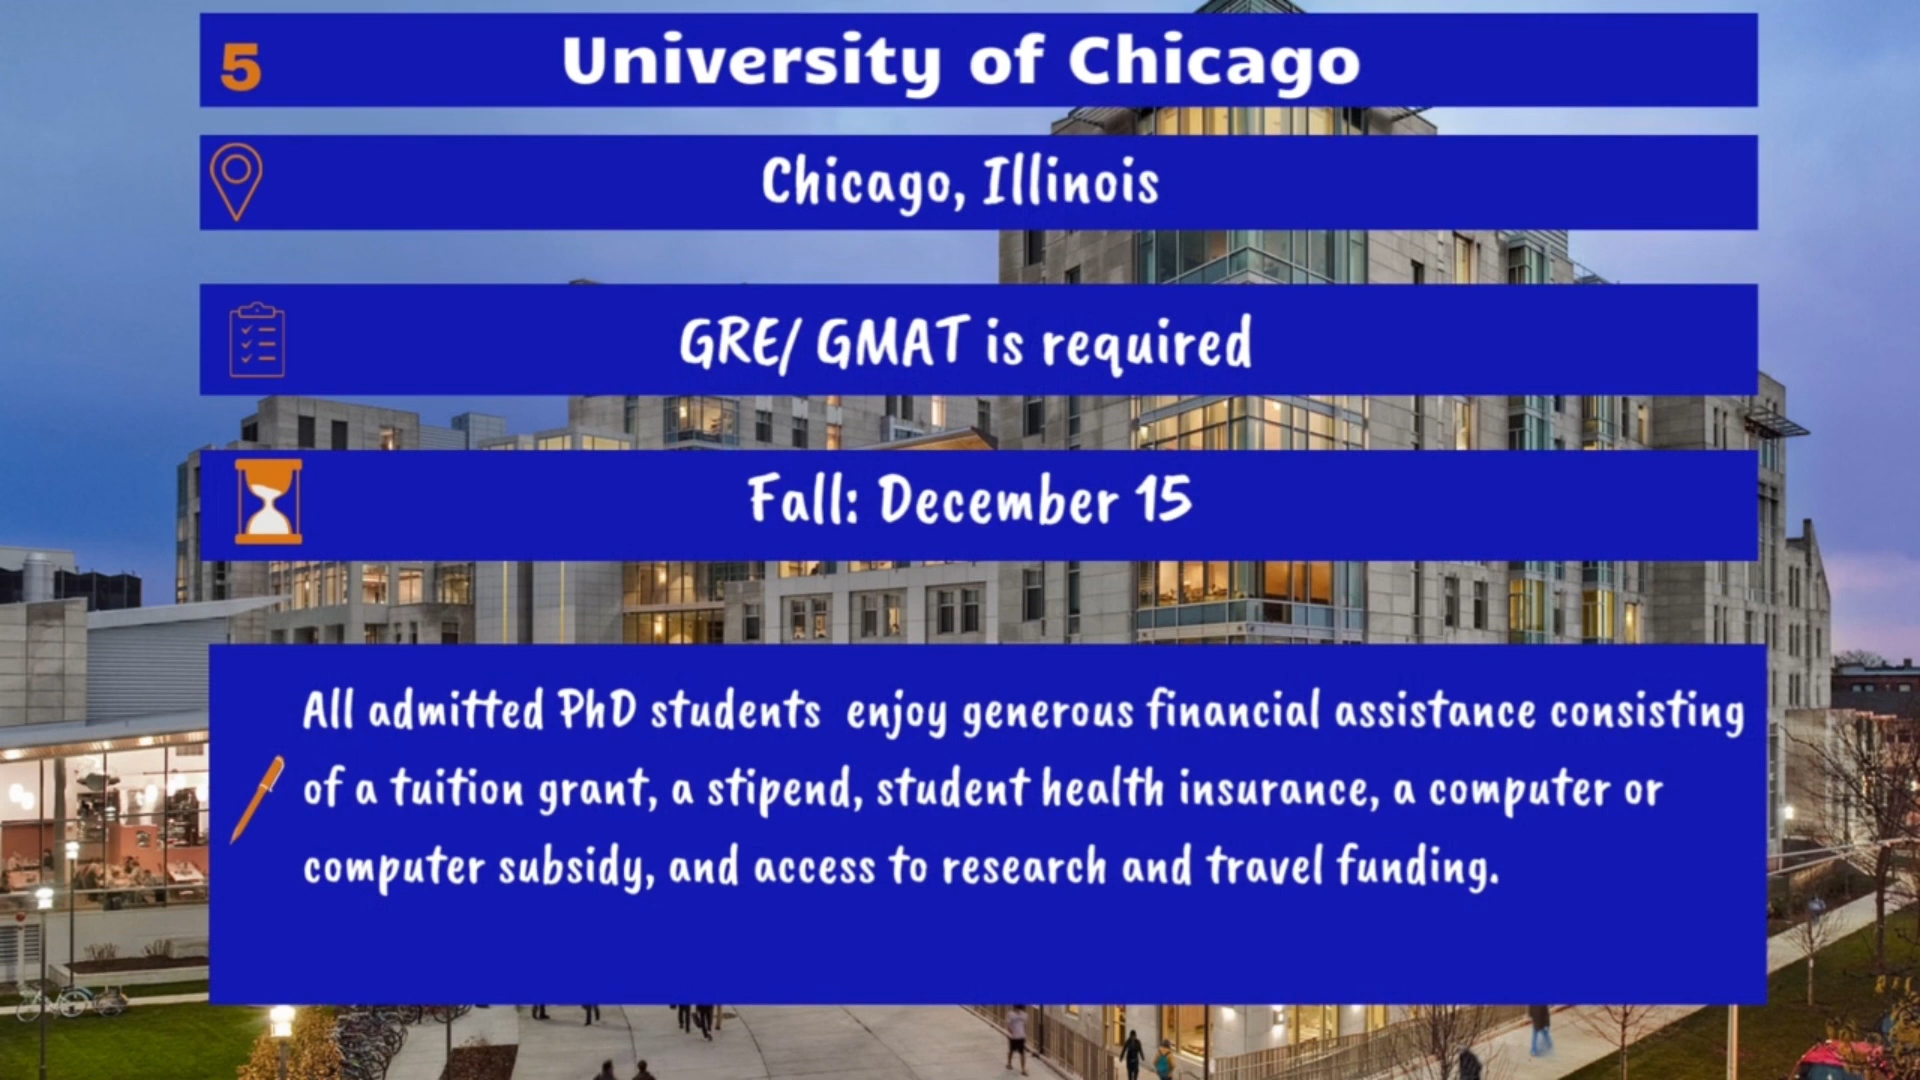 5
University of Chicago
Chicago, Illinois
GRE/ GMAT is required
Fall: December 15
All admitted PhD students enjoy generous financial assistance consisting
of a tuition grant, a stipend, student health insurance, a computer or
computer subsidy, and access to research and travel funding.